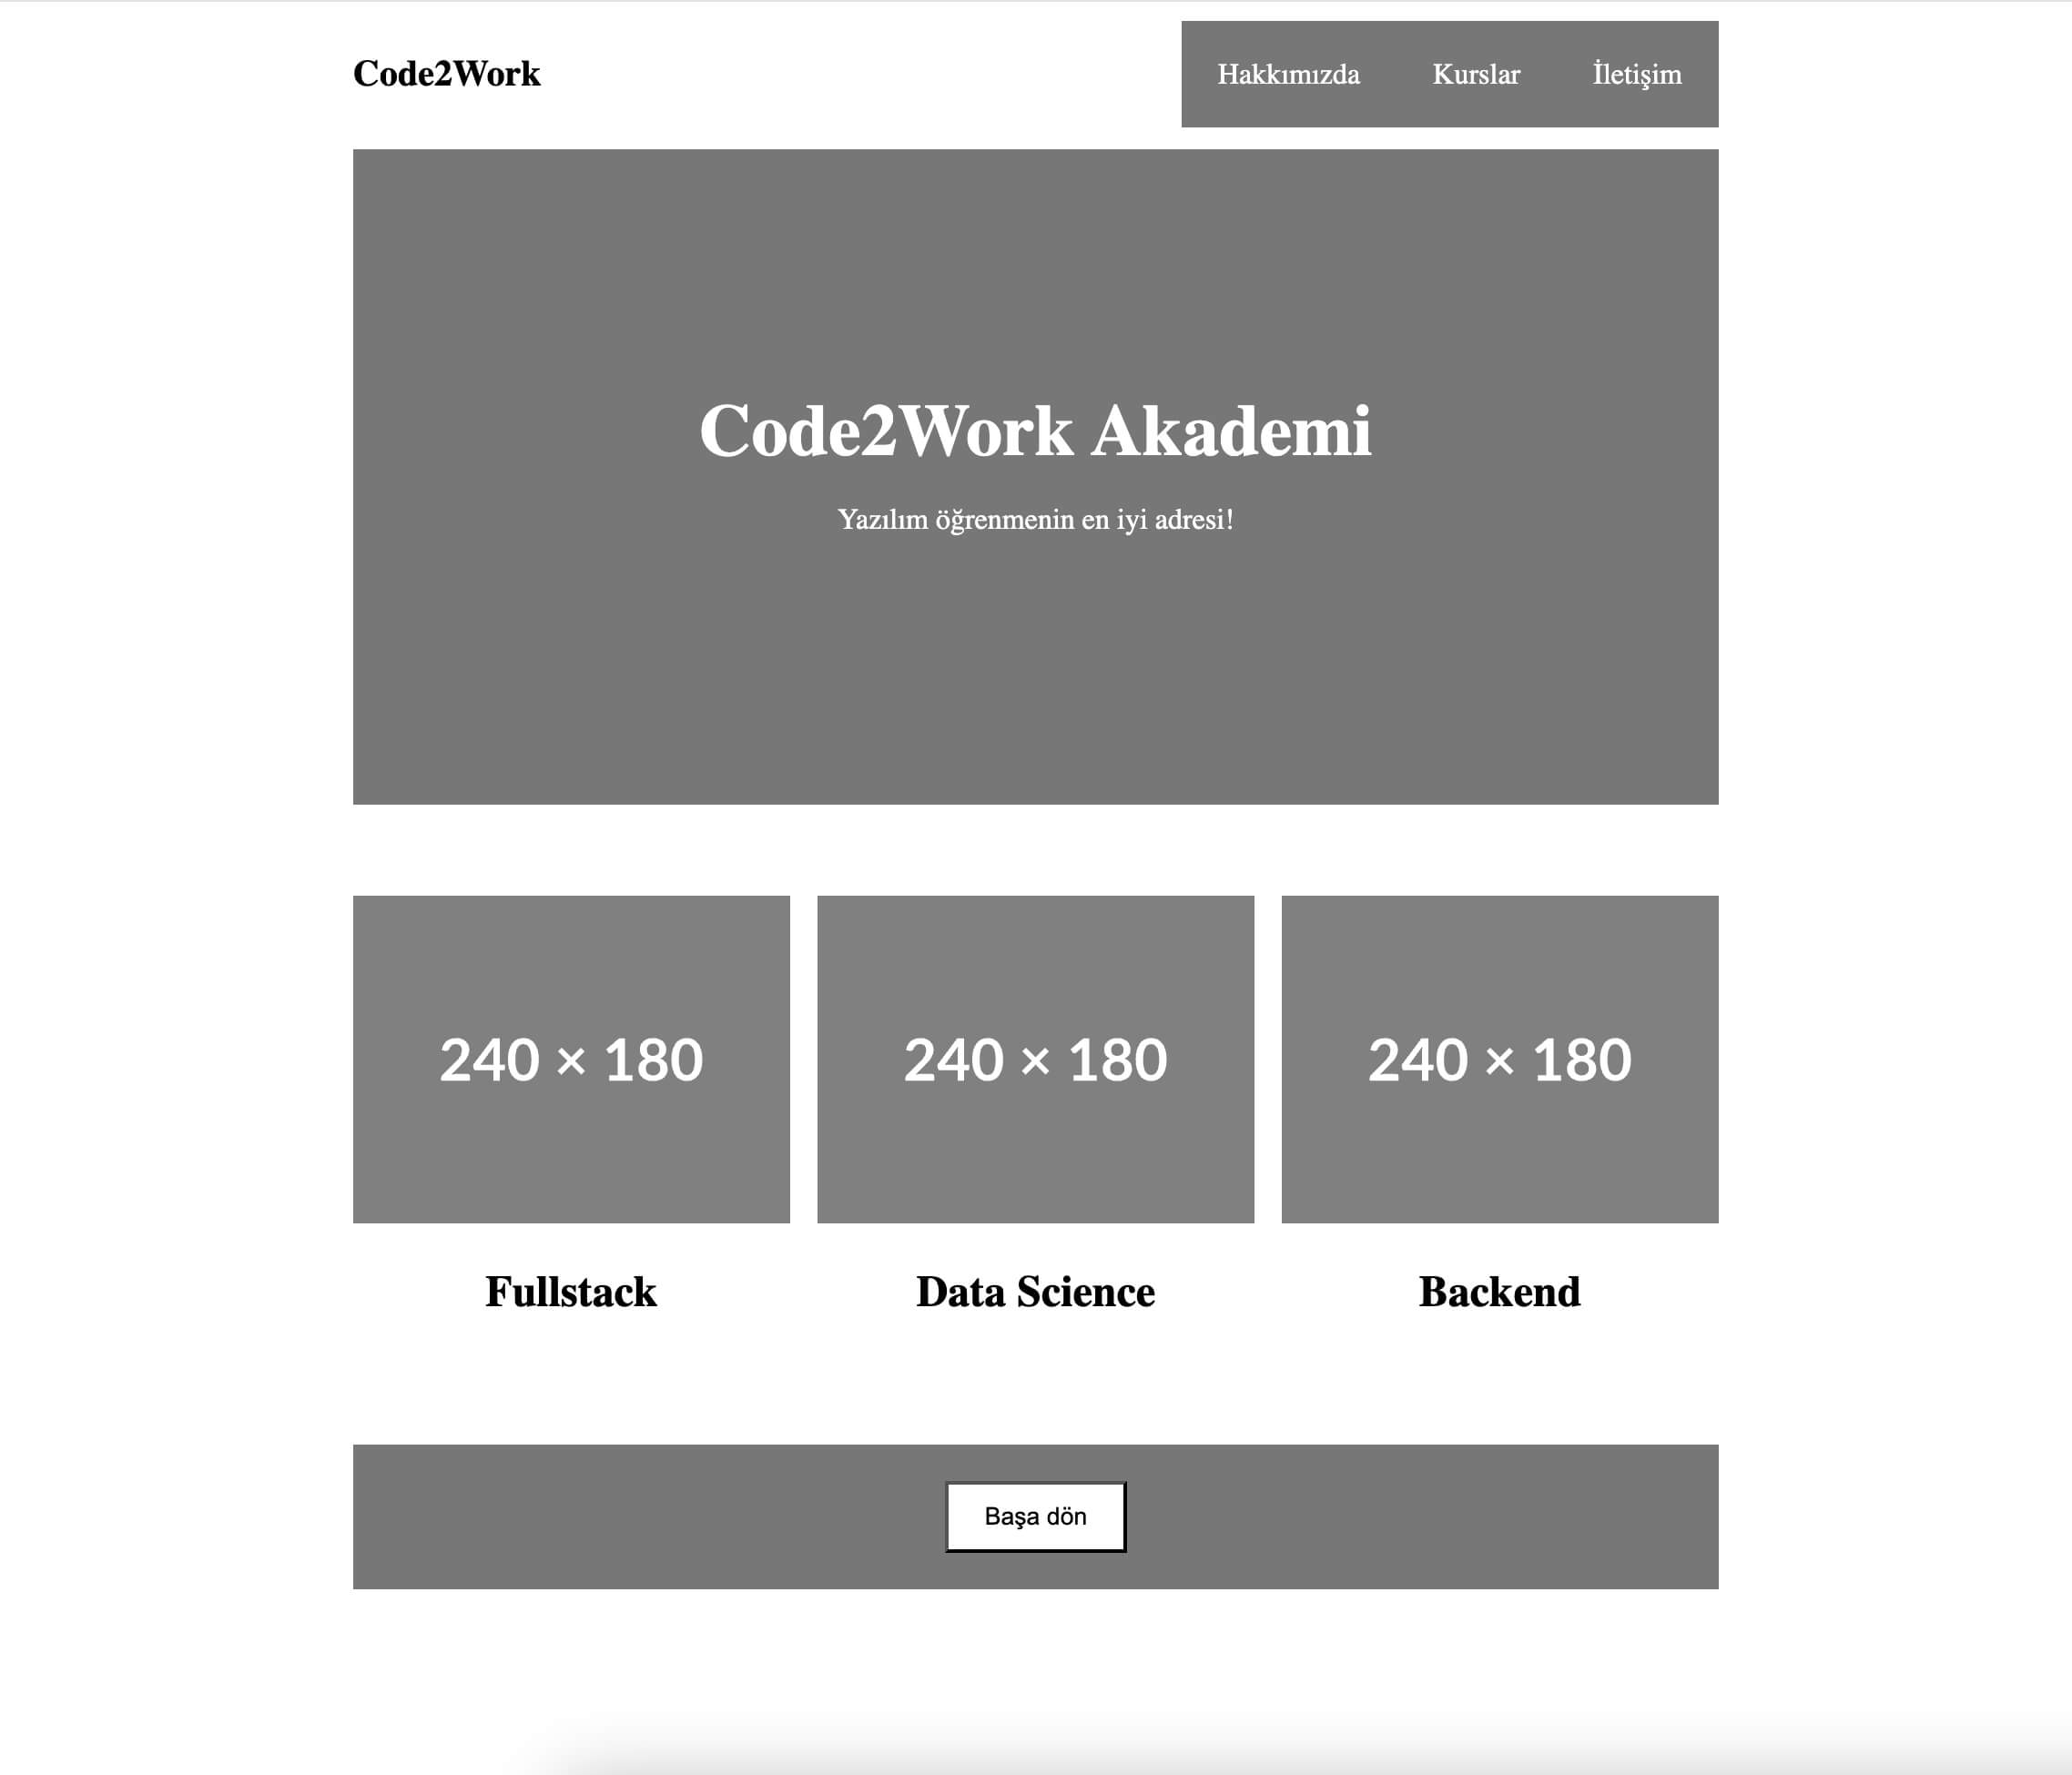 Code2Work
Hakkımızda Kurslar İletişim
Code2Work Akademi
Yazılım öğrenmenin en iyi adresi!
240 × 180 240 × 180 240 × 180
Fullstack Data Science Backend
Başa dön